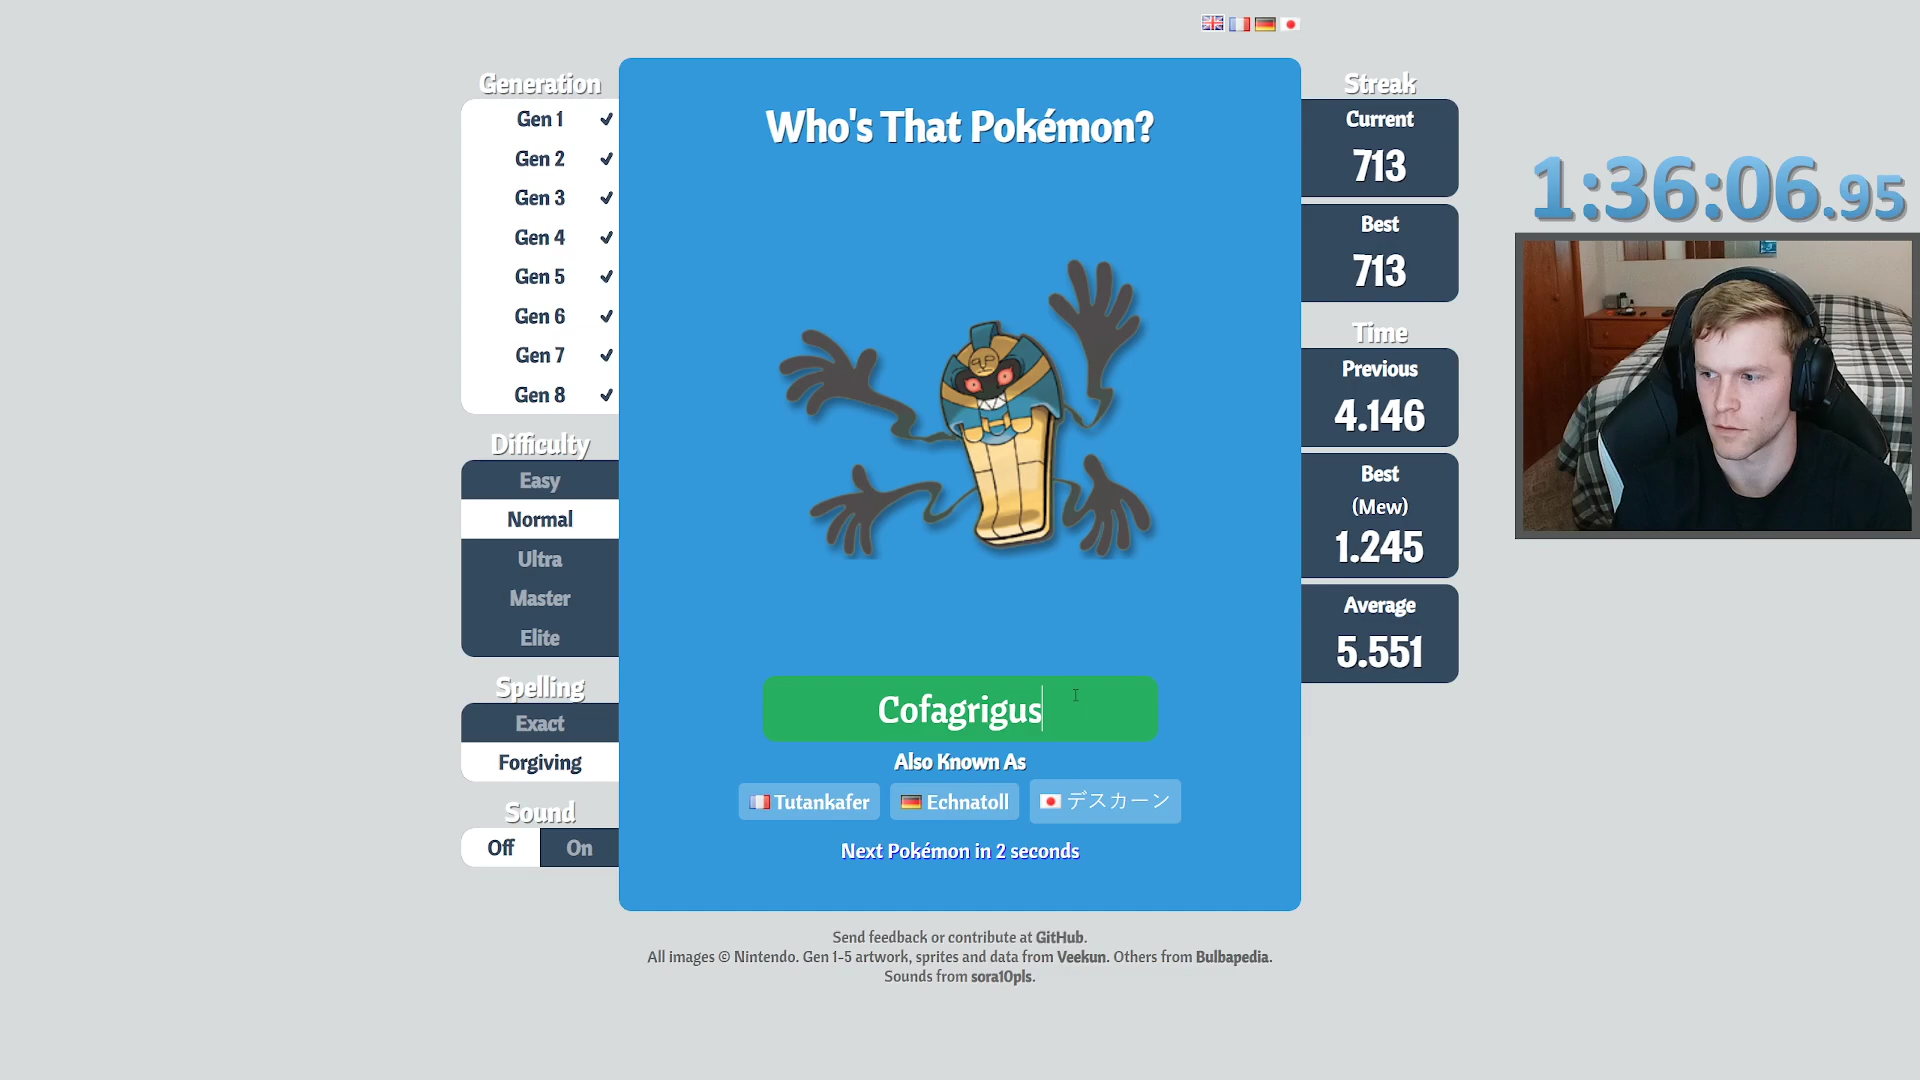 Generation
Gen 1
Gen 2
Gen 3
Gen 4
Gen 5
Gen 6
Gen 7
Gen 8
Difficulty
Easy
Normal
Ultra
Master
Elite
Spelling
Exact
Forgiving
Sound
Off On
Who's That Pokémon?
Cofagrigus
Also Known As
Tutankafer Echnatoll デスカーン
Next Pokémon in 2 seconds
Send feedback or contribute at GitHub.
All images © Nintendo. Gen 1-5 artwork, sprites and data from Veekun. Others from Bulbapedia.
Sounds from sora10pls.
Streak
Current
713
Best
713
Time
Previous
4.146
Best
(Mew)
1.245
Average
5.551
1:36:06.95